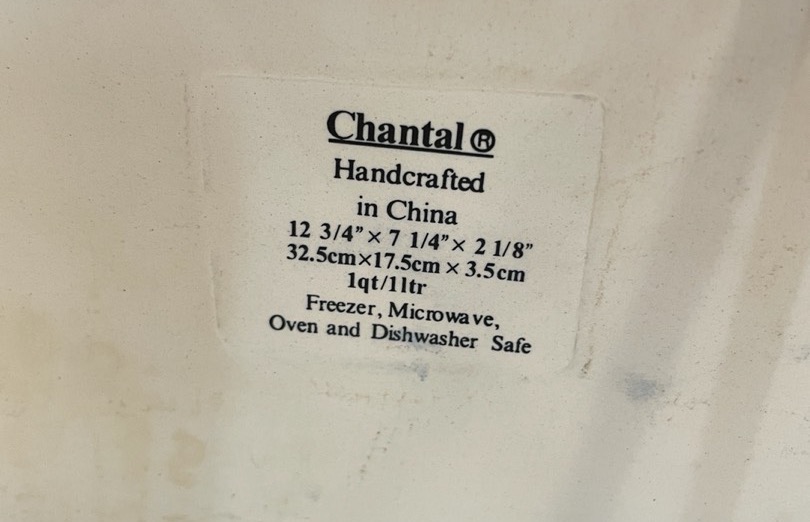 Chantal®
Handcrafted
in China
12 3/4”× 7 1/4”× 2 1/8”
32.5cm×17.5cm × 3.5cm
1qt/1ltr
Freezer, Microwave,
Oven and Dishwasher Safe